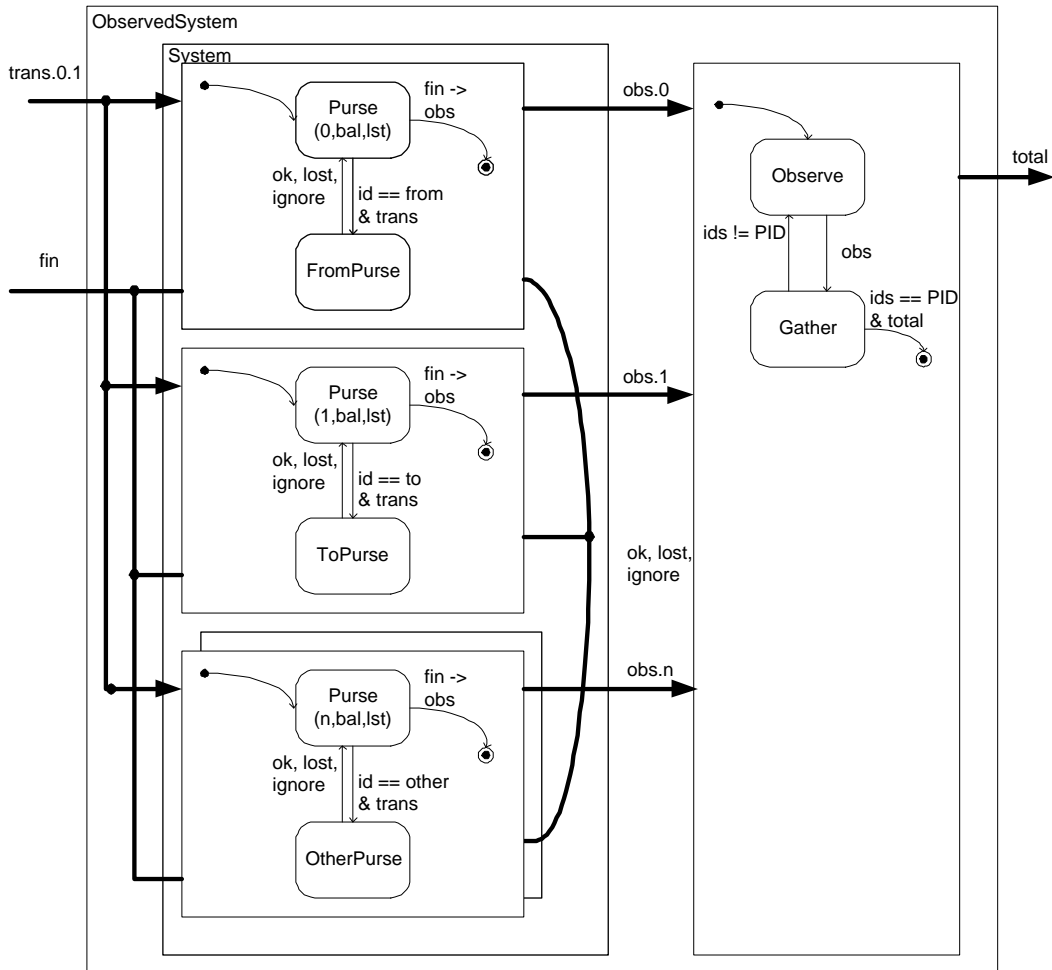 ObservedSystem
System
trans.0.1
fin
Purse
(0,bal,lst)
fin ->
obs
ok, lost,
ignore
id == from
& trans
FromPurse
obs.0
Purse
(1,bal,lst)
fin ->
obs
ok, lost,
ignore
id == to
& trans
ToPurse
obs.1
ok, lost,
ignore
Purse
(n,bal,lst)
fin ->
obs
ok, lost,
ignore
id == other
& trans
OtherPurse
obs.n
Observe
ids != PID
obs
Gather
ids == PID
& total
total